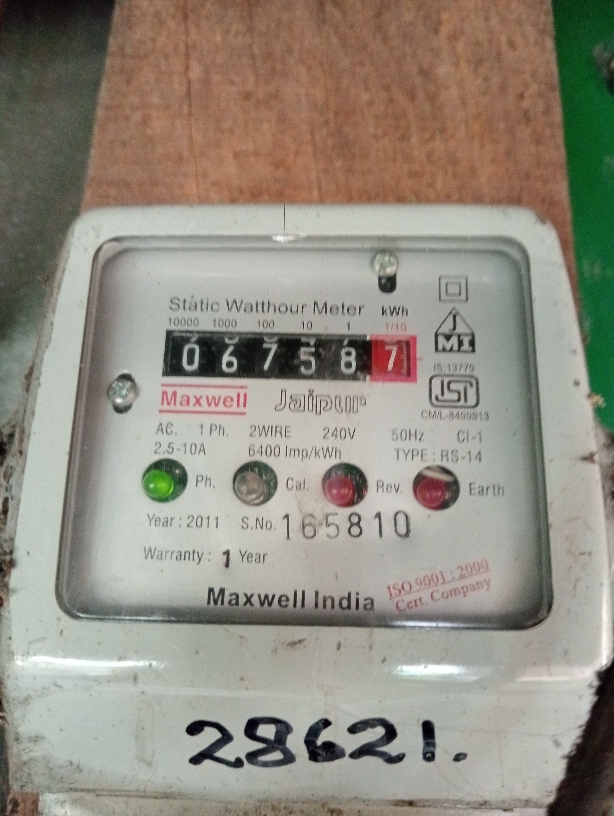 Static Watthour Meter kWh
10000 1000 100 10 . 1 1/10
0 6 7 5 8 7
J
MI
IS:13779
ISI
CM/L-8499913
Maxwell Jaipur
AC. 1 Ph. 2WIRE 240V 50Hz Cl-1
2.5-10A 6400 Imp/kWh TYPE : RS-14
Ph. Cal. Rev. Earth
Year : 2011 S.No. 165810
Warranty : 1 Year
ISO 9001 : 2000
Cert. Company
Maxwell India
28621.